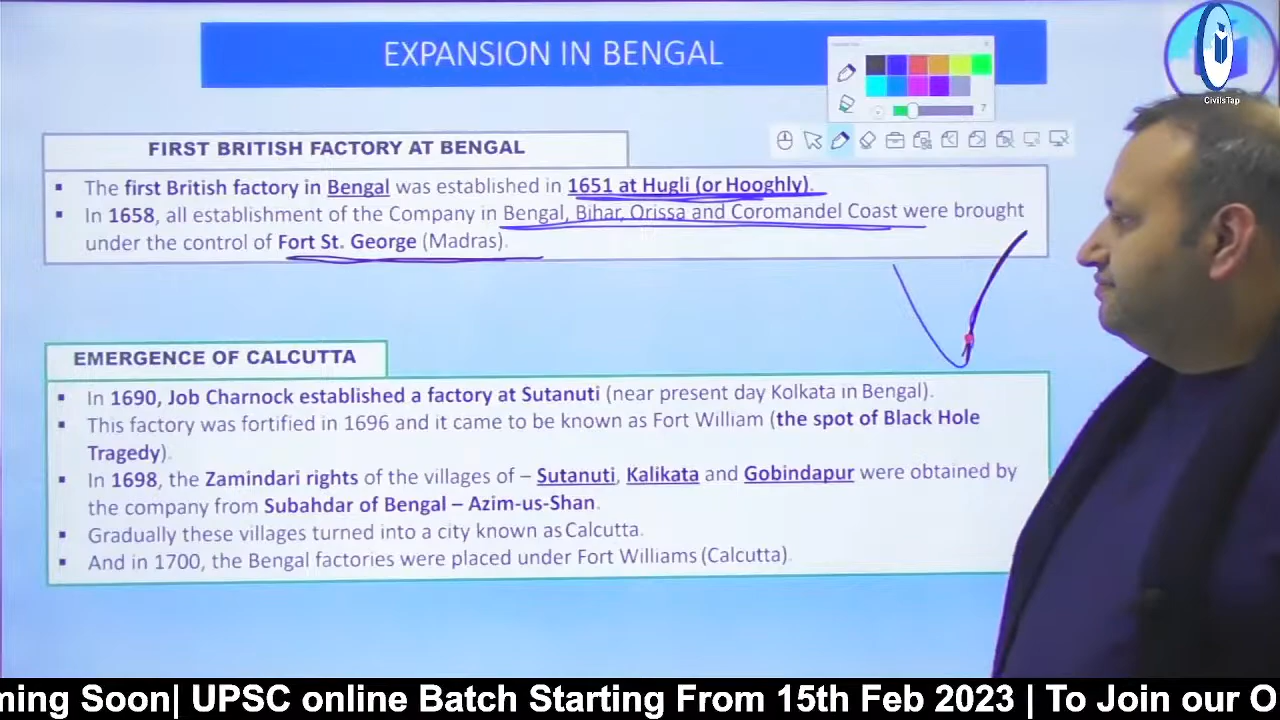 EXPANSION IN BENGAL
7
CivilsTap
FIRST BRITISH FACTORY AT BENGAL
▪ The first British factory in Bengal was established in 1651 at Hugli (or Hooghly).
▪ In 1658, all establishment of the Company in Bengal, Bihar, Orissa and Coromandel Coast were brought
under the control of Fort St. George (Madras).
EMERGENCE OF CALCUTTA
▪ In 1690, Job Charnock established a factory at Sutanuti (near present day Kolkata in Bengal).
▪ This factory was fortified in 1696 and it came to be known as Fort William (the spot of Black Hole
Tragedy).
▪ In 1698, the Zamindari rights of the villages of – Sutanuti, Kalikata and Gobindapur were obtained by
the company from Subahdar of Bengal – Azim-us-Shan.
▪ Gradually these villages turned into a city known as Calcutta.
▪ And in 1700, the Bengal factories were placed under Fort Williams (Calcutta).
ming Soon| UPSC online Batch Starting From 15th Feb 2023 | To Join our O